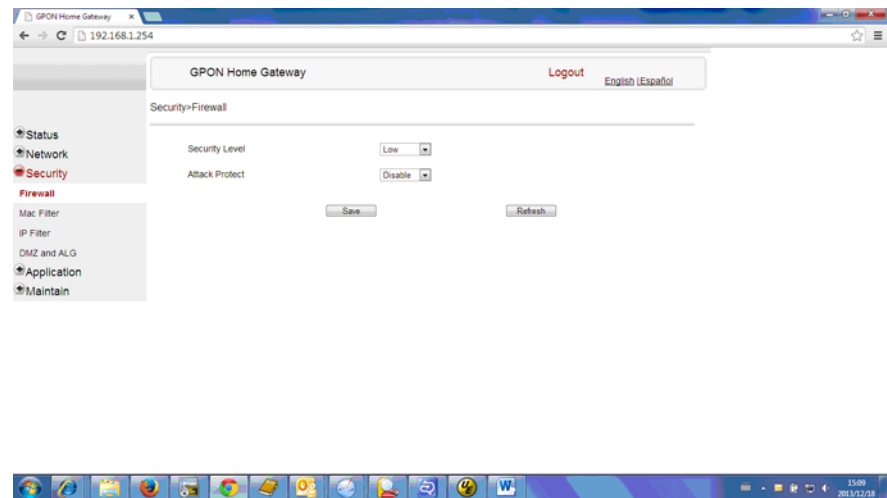 GPON Home Gateway
192.168.1.254
GPON Home Gateway
Logout
English |Español
Security>Firewall
Status
Network
Security
Firewall
Mac Filter
IP Filter
DMZ and ALG
Application
Maintain
Security Level
Low
Attack Protect
Disable
Save
Refresh
15:09
2013/12/18